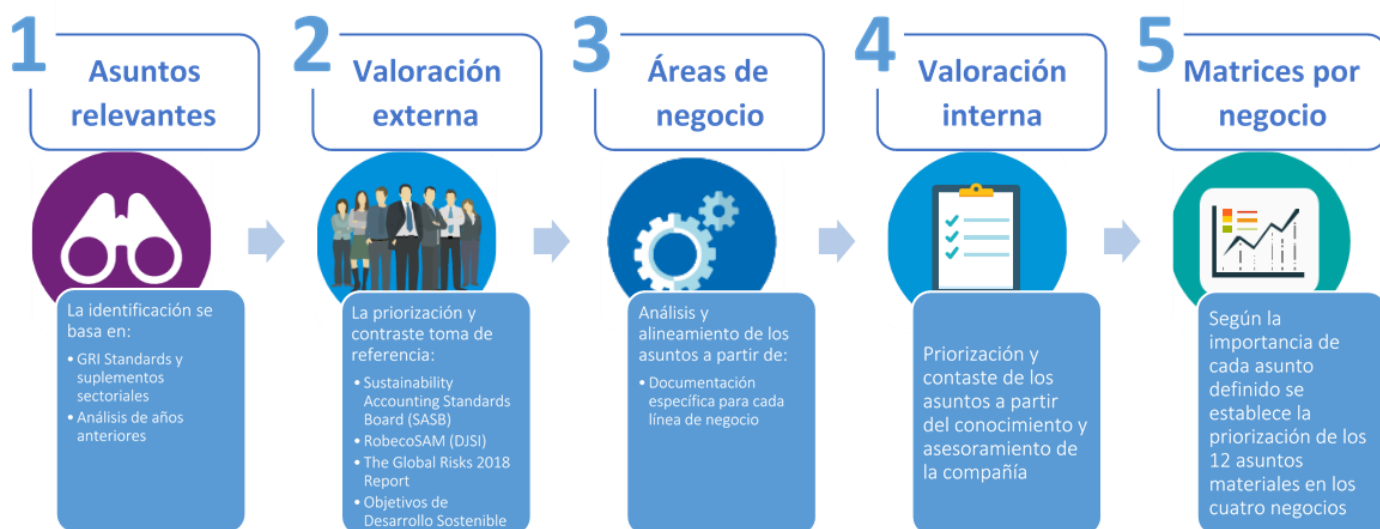 1
Asuntos
relevantes
La identificación se
basa en:
• GRI Standards y
suplementos
sectoriales
• Análisis de años
anteriores
2
Valoración
externa
La priorización y
contraste toma de
referencia:
• Sustainability
Accounting Standards
Board (SASB)
• RobecoSAM (DJSI)
• The Global Risks 2018
Report
• Objetivos de
Desarrollo Sostenible
3
Áreas de
negocio
Análisis y
alineamiento de los
asuntos a partir de:
• Documentación
específica para cada
línea de negocio
4
Valoración
interna
Priorización y
contaste de los
asuntos a partir
del conocimiento y
asesoramiento de
la compañía
5
Matrices por
negocio
Según la
importancia de
cada asunto
definido se
establece la
priorización de los
12 asuntos
materiales en los
cuatro negocios